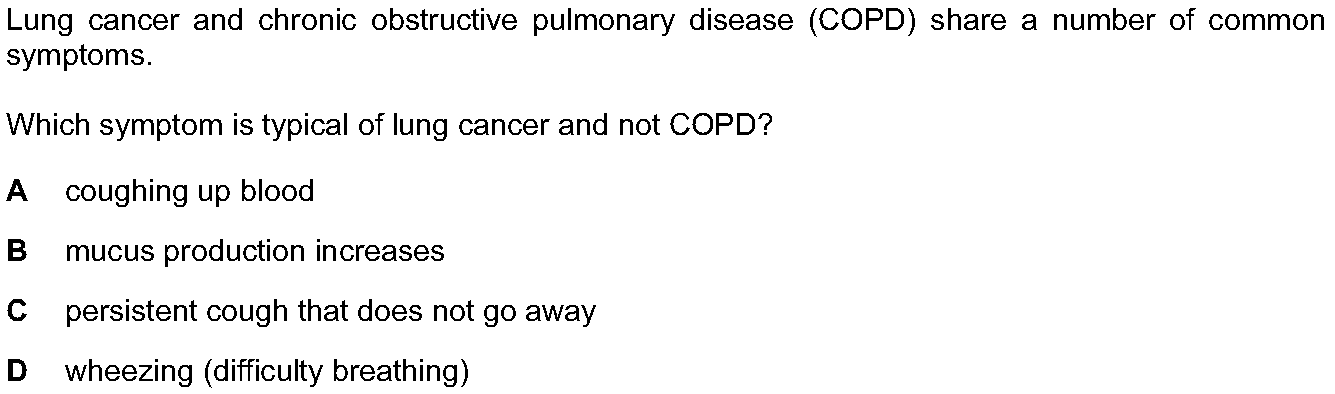 Lung cancer and chronic obstructive pulmonary disease (COPD) share a number of common
symptoms.
Which symptom is typical of lung cancer and not COPD?
A coughing up blood
B mucus production increases
C persistent cough that does not go away
D wheezing (difficulty breathing)